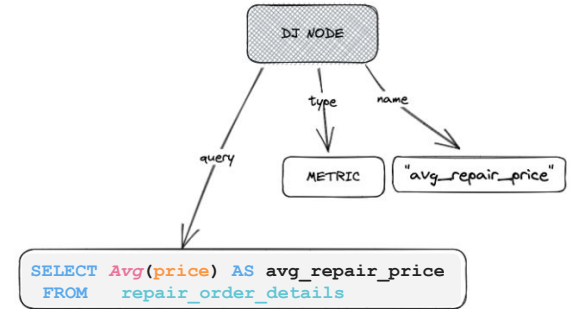 DJ NODE
type
name
query
METRIC
"avg_repair_price"
SELECT Avg(price) AS avg_repair_price
FROM repair_order_details